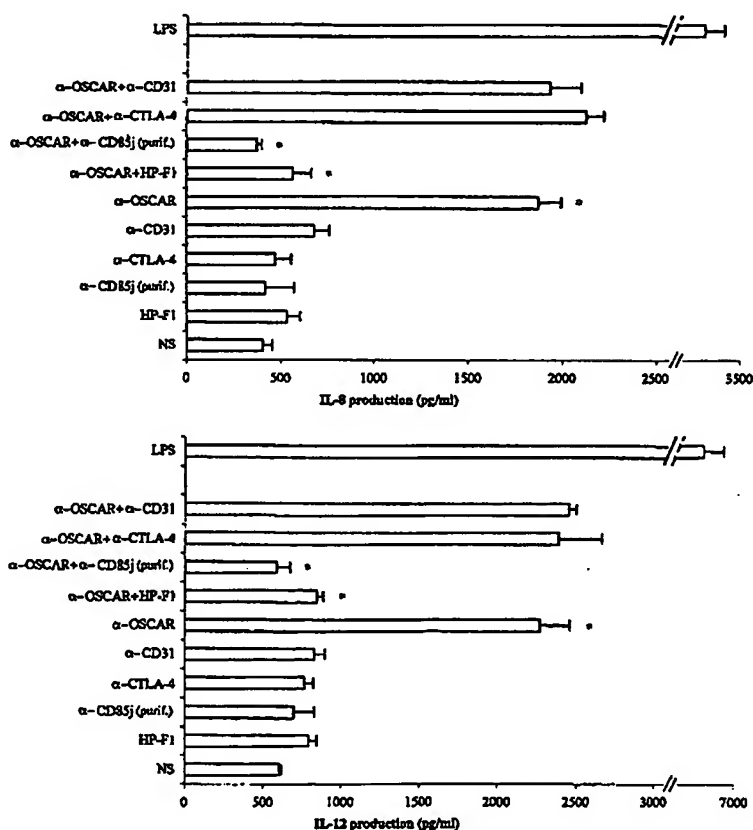 LPS
α-OSCAR+α-CD31
α-OSCAR+α-CTLA-4
α-OSCAR+α-CD85j (purif.)
α-OSCAR+HP-F1
α-OSCAR
α-CD31
α-CTLA-4
α-CD85j (purif.)
HP-F1
NS
0 500 1000 1500 2000 2500 3500
IL-8 production (pg/ml)
LPS
α-OSCAR+α-CD31
α-OSCAR+α-CTLA-4
α-OSCAR+α-CD85j (purif.)
α-OSCAR+HP-F1
α-OSCAR
α-CD31
α-CTLA-4
α-CD85j (purif.)
HP-F1
NS
0 500 1000 1500 2000 2500 3000 7000
IL-12 production (pg/ml)